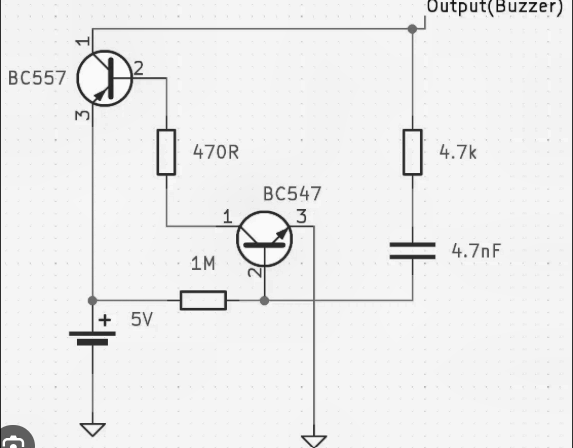 Output(Buzzer)
1
BC557
2
3
470R
4.7k
BC547
1
3
1M
2
4.7nF
+
5V